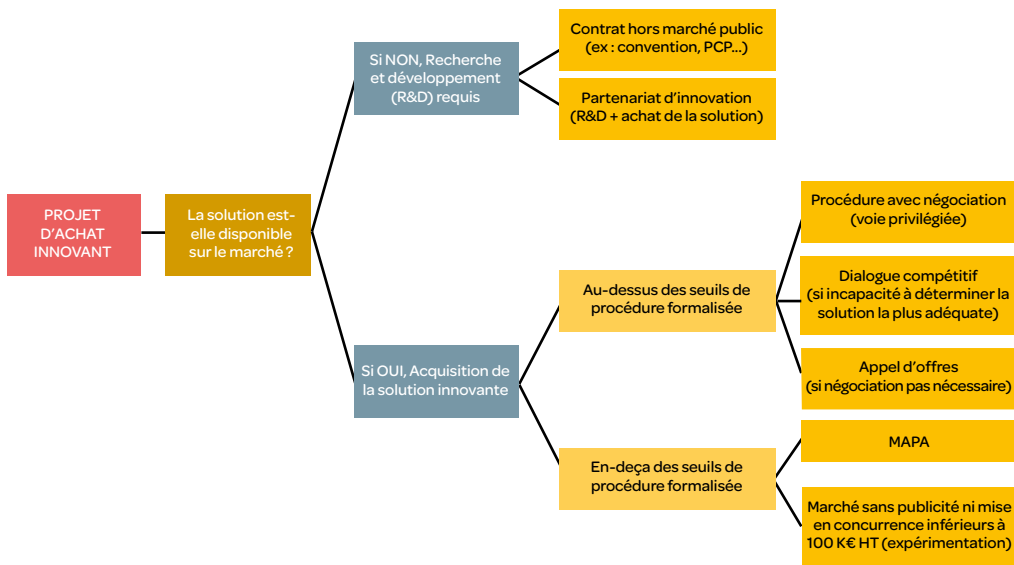 PROJET
D'ACHAT
INNOVANT
La solution est-
elle disponible
sur le marché ?
Si NON, Recherche
et développement
(R&D) requis
Contrat hors marché public
(ex : convention, PCP...)
Partenariat d'innovation
(R&D + achat de la solution)
Si OUI, Acquisition de
la solution innovante
Au-dessus des seuils de
procédure formalisée
Procédure avec négociation
(voie privilégiée)
Dialogue compétitif
(si incapacité à déterminer la
solution la plus adéquate)
Appel d'offres
(si négociation pas nécessaire)
En-deça des seuils de
procédure formalisée
MAPA
Marché sans publicité ni mise
en concurrence inférieurs à
100 K€ HT (expérimentation)